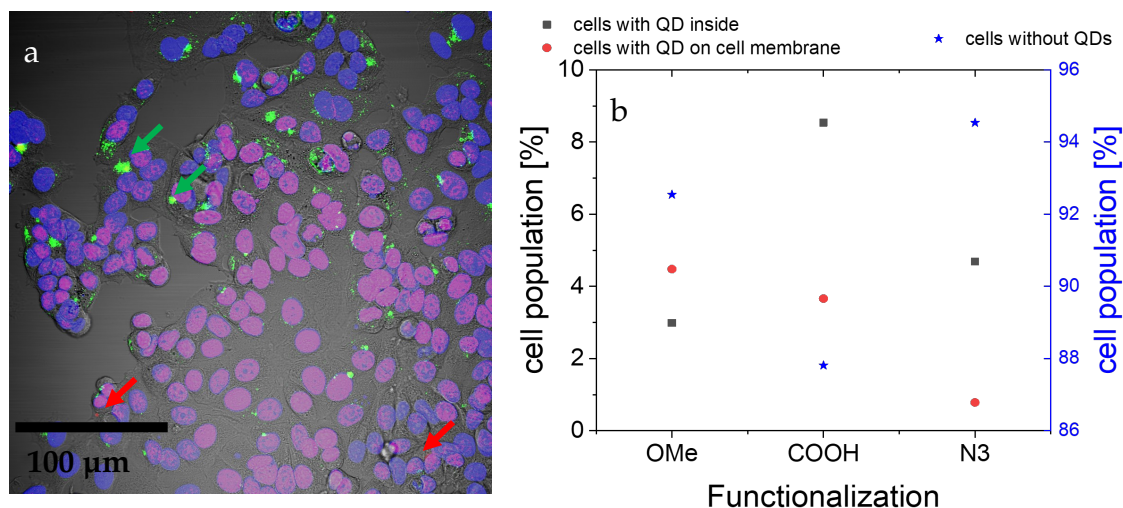 a
100 µm
cells with QD inside
cells with QD on cell membrane
cells without QDs
b
10
8
6
4
2
0
cell population [%]
96
94
92
90
88
86
cell population [%]
OMe COOH N3
Functionalization